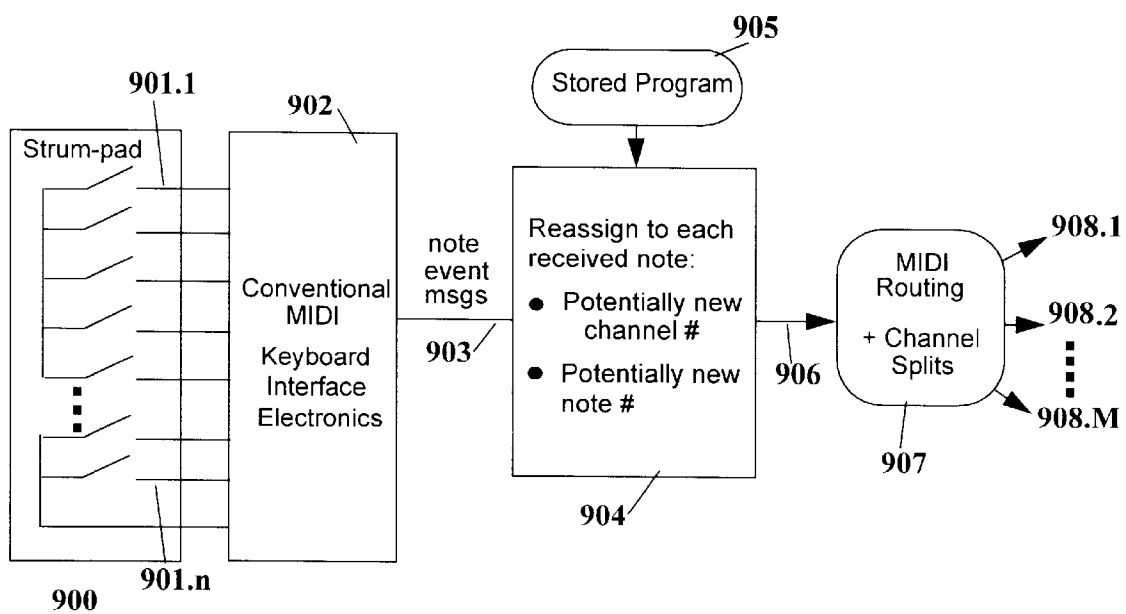 905
Stored Program
901.1
902
Strum-pad
Conventional
MIDI
Keyboard
Interface
Electronics
note
event
msgs
903
Reassign to each
received note:
● Potentially new
channel #
● Potentially new
note #
904
906
MIDI
Routing
+ Channel
Splits
907
908.1
908.2
908.M
901.n
900